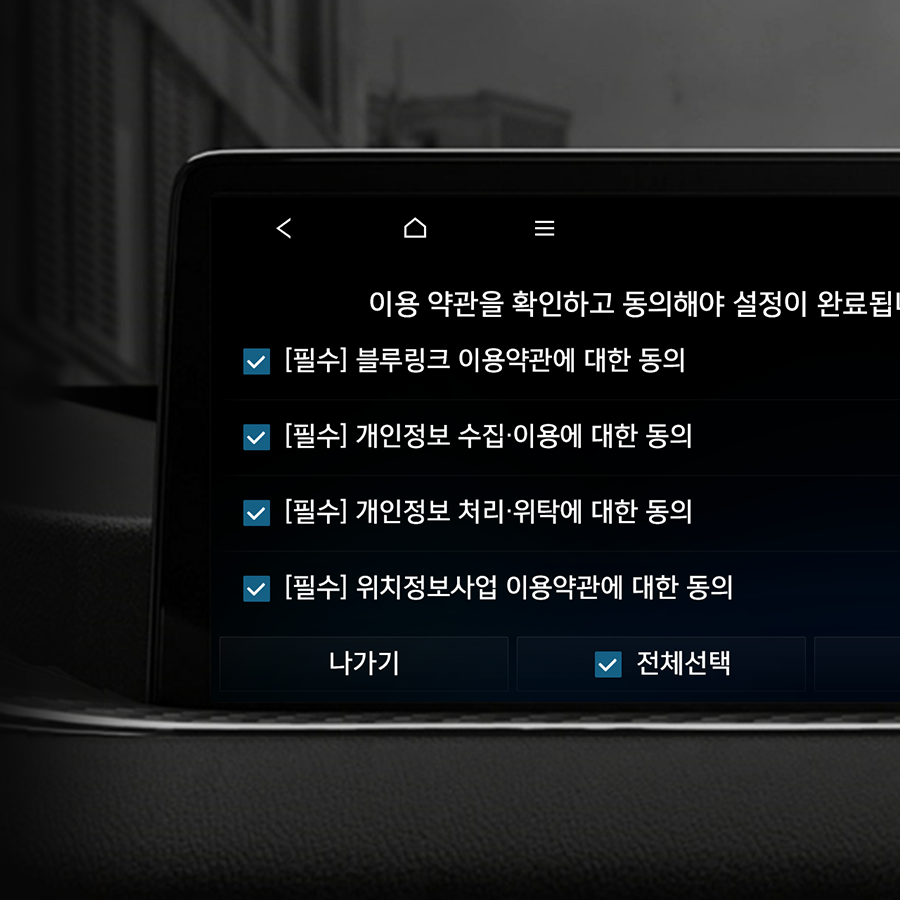 이용 약관을 확인하고 동의해야 설정이 완료됩
[필수] 블루링크 이용약관에 대한 동의
[필수] 개인정보 수집·이용에 대한 동의
[필수] 개인정보 처리·위탁에 대한 동의
[필수] 위치정보사업 이용약관에 대한 동의
나가기
전체선택